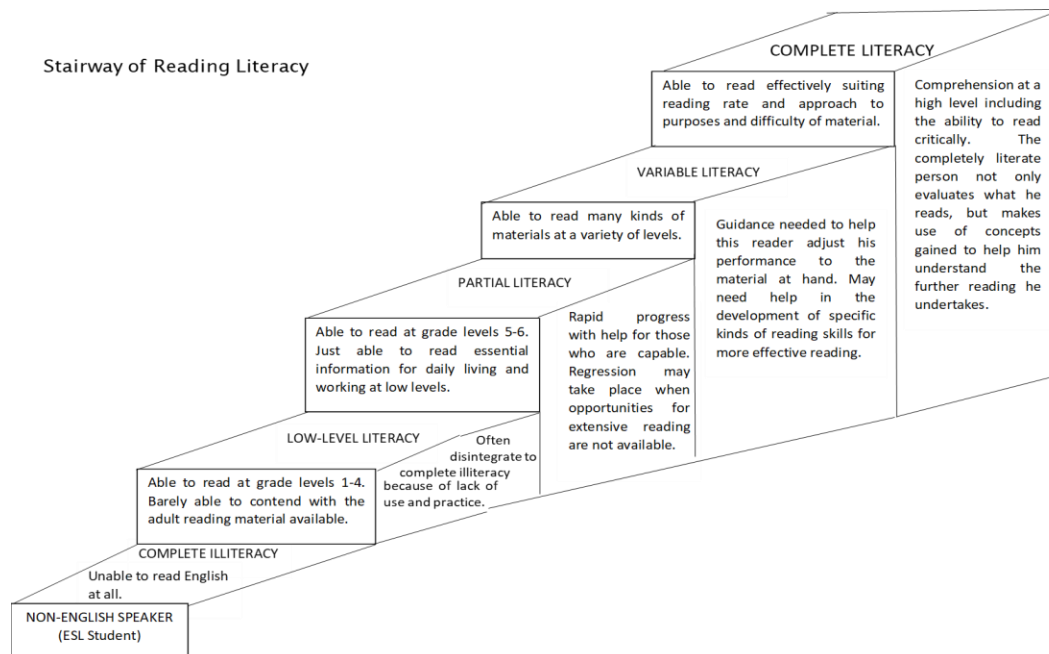 Stairway of Reading Literacy
COMPLETE LITERACY
Able to read effectively suiting
reading rate and approach to
purposes and difficulty of material.
Comprehension at a
high level including
the ability to read
critically. The
completely literate
person not only
evaluates what he
reads, but makes
use of concepts
gained to help him
understand the
further reading he
undertakes.
VARIABLE LITERACY
Able to read many kinds of
materials at a variety of levels.
Guidance needed to help
this reader adjust his
performance to the
material at hand. May
need help in the
development of specific
kinds of reading skills for
more effective reading.
PARTIAL LITERACY
Able to read at grade levels 5-6.
Just able to read essential
information for daily living and
working at low levels.
Rapid progress
with help for those
who are capable.
Regression may
take place when
opportunities for
extensive reading
are not available.
LOW-LEVEL LITERACY
Able to read at grade levels 1-4.
Barely able to contend with the
adult reading material available.
Often
disintegrate to
complete illiteracy
because of lack of
use and practice.
COMPLETE ILLITERACY
Unable to read English
at all.
NON-ENGLISH SPEAKER
(ESL Student)